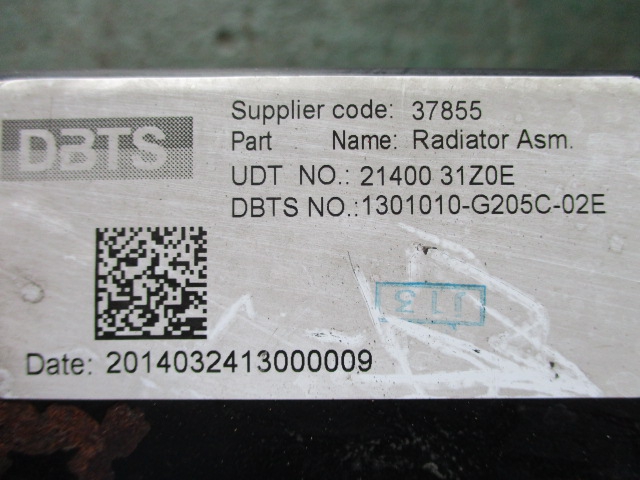 DBTS
Supplier code: 37855
Part Name: Radiator Asm.
UDT NO.: 21400 31Z0E
DBTS NO.:1301010-G205C-02E
113
Date: 2014032413000009